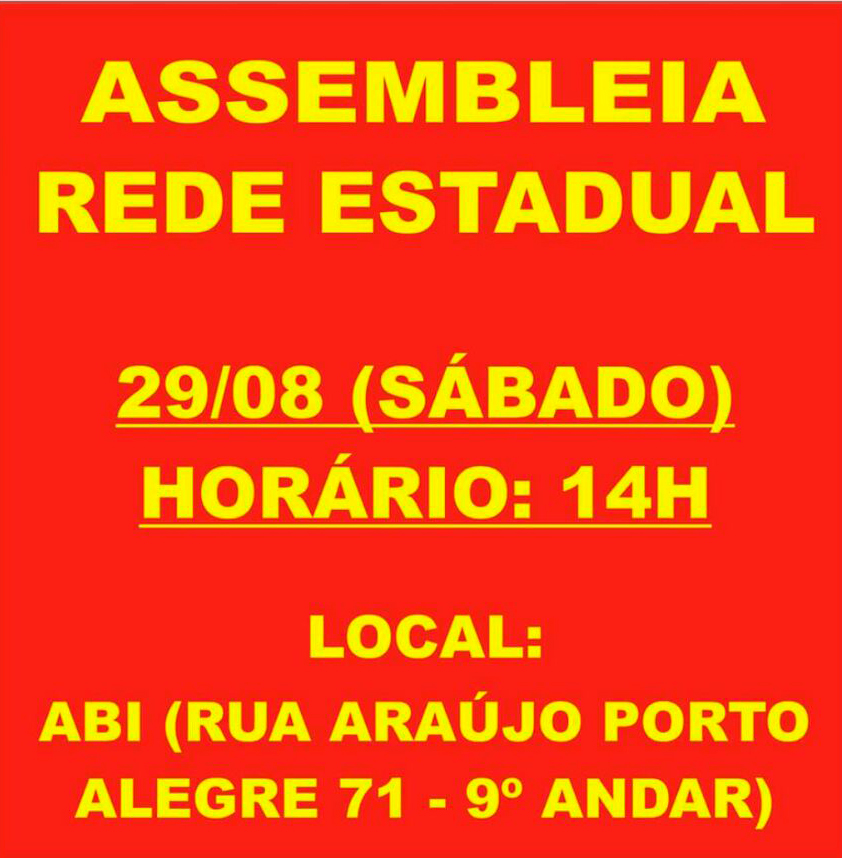 ASSEMBLEIA
REDE ESTADUAL
29/08 (SÁBADO)
HORÁRIO: 14H
LOCAL:
ABI (RUA ARAÚJO PORTO
ALEGRE 71 - 9º ANDAR)